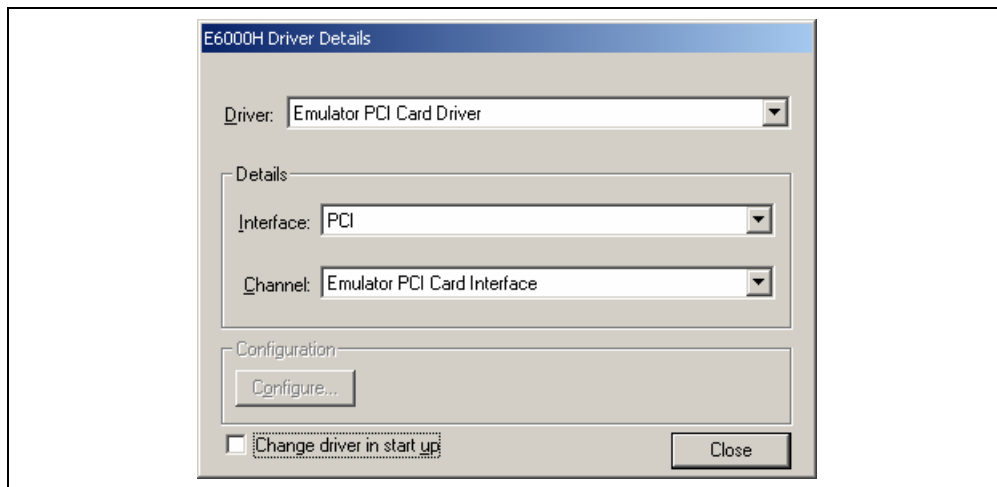 E6000H Driver Details
Driver: Emulator PCI Card Driver
Details
Interface: PCI
Channel: Emulator PCI Card Interface
Configuration
Configure...
Change driver in start up
Close